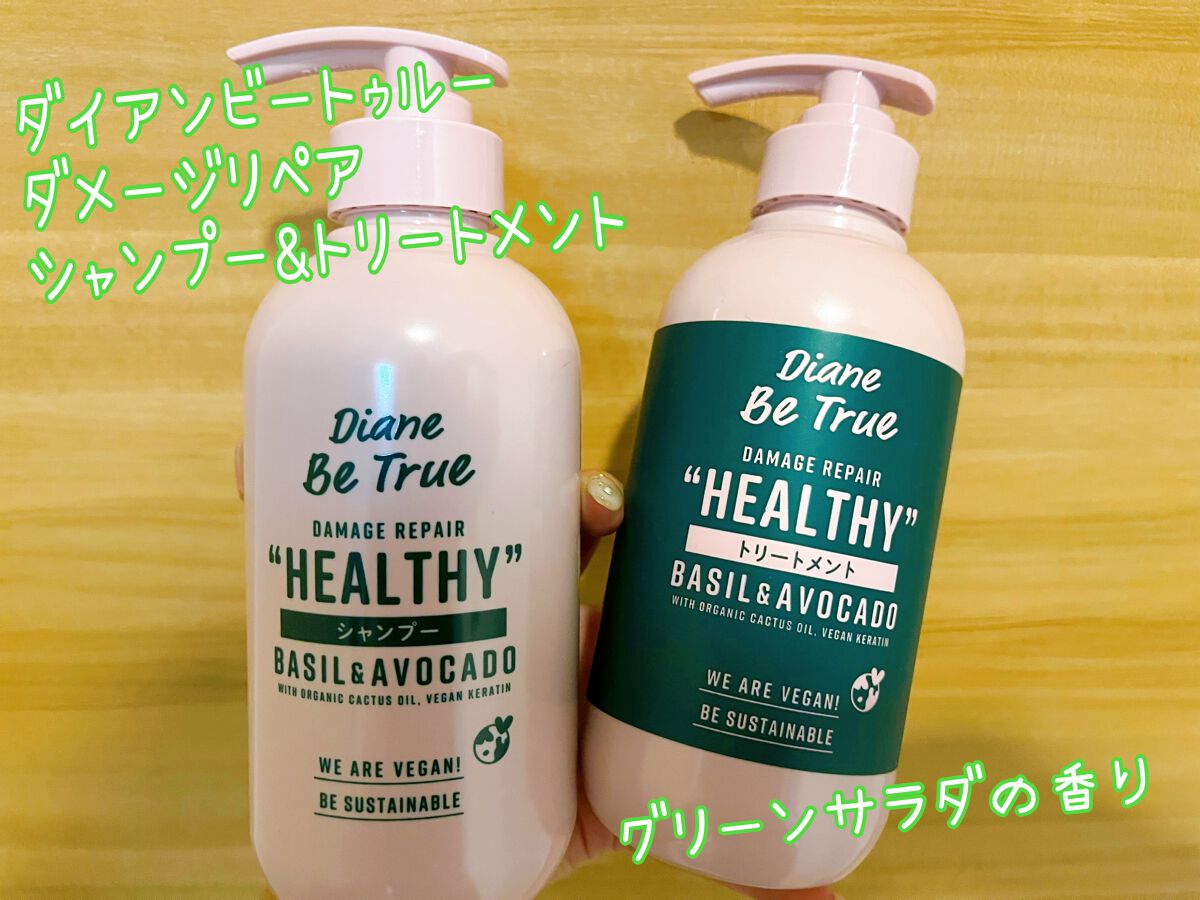 ダイアンビートゥルー
ダメージリペア
シャンプー&トリートメント
Diane
Be True
DAMAGE REPAIR
“HEALTHY”
シャンプー
BASIL & AVOCADO
WITH ORGANIC CACTUS OIL, VEGAN KERATIN
WE ARE VEGAN!
BE SUSTAINABLE
Diane
Be True
DAMAGE REPAIR
“HEALTHY”
トリートメント
BASIL & AVOCADO
WITH ORGANIC CACTUS OIL, VEGAN KERATIN
WE ARE VEGAN!
BE SUSTAINABLE
グリーンサラダの香り